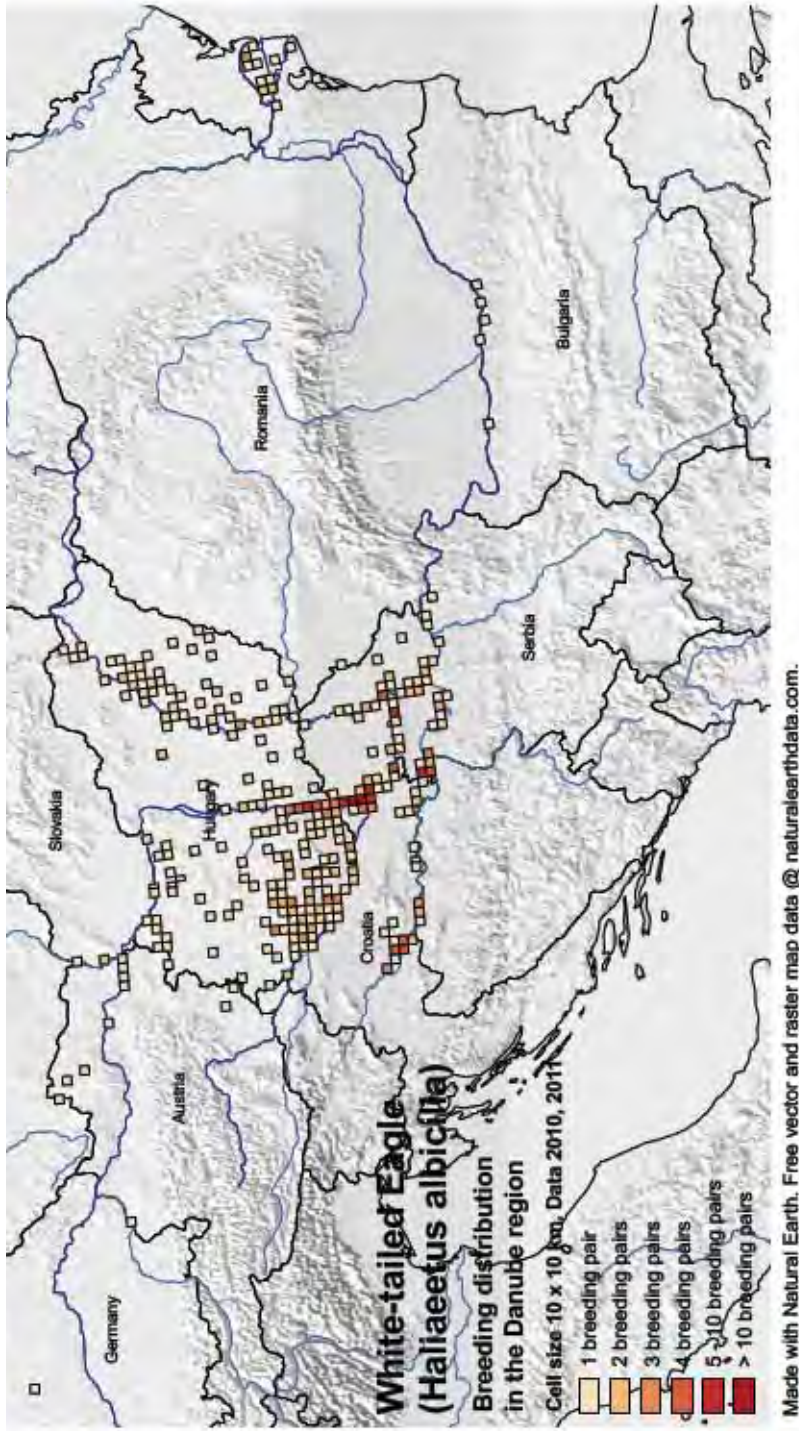 White-tailed Eagle
(Haliaeetus albicilla)
Breeding distribution
in the Danube region
Cell size 10 x 10 km, Data 2010, 2011
1 breeding pair
2 breeding pairs
3 breeding pairs
4 breeding pairs
5 - 10 breeding pairs
> 10 breeding pairs
Germany
Austria
Slovakia
Hungary
Croatia
Romania
Serbia
Bulgaria
Made with Natural Earth. Free vector and raster map data @ naturalearthdata.com.